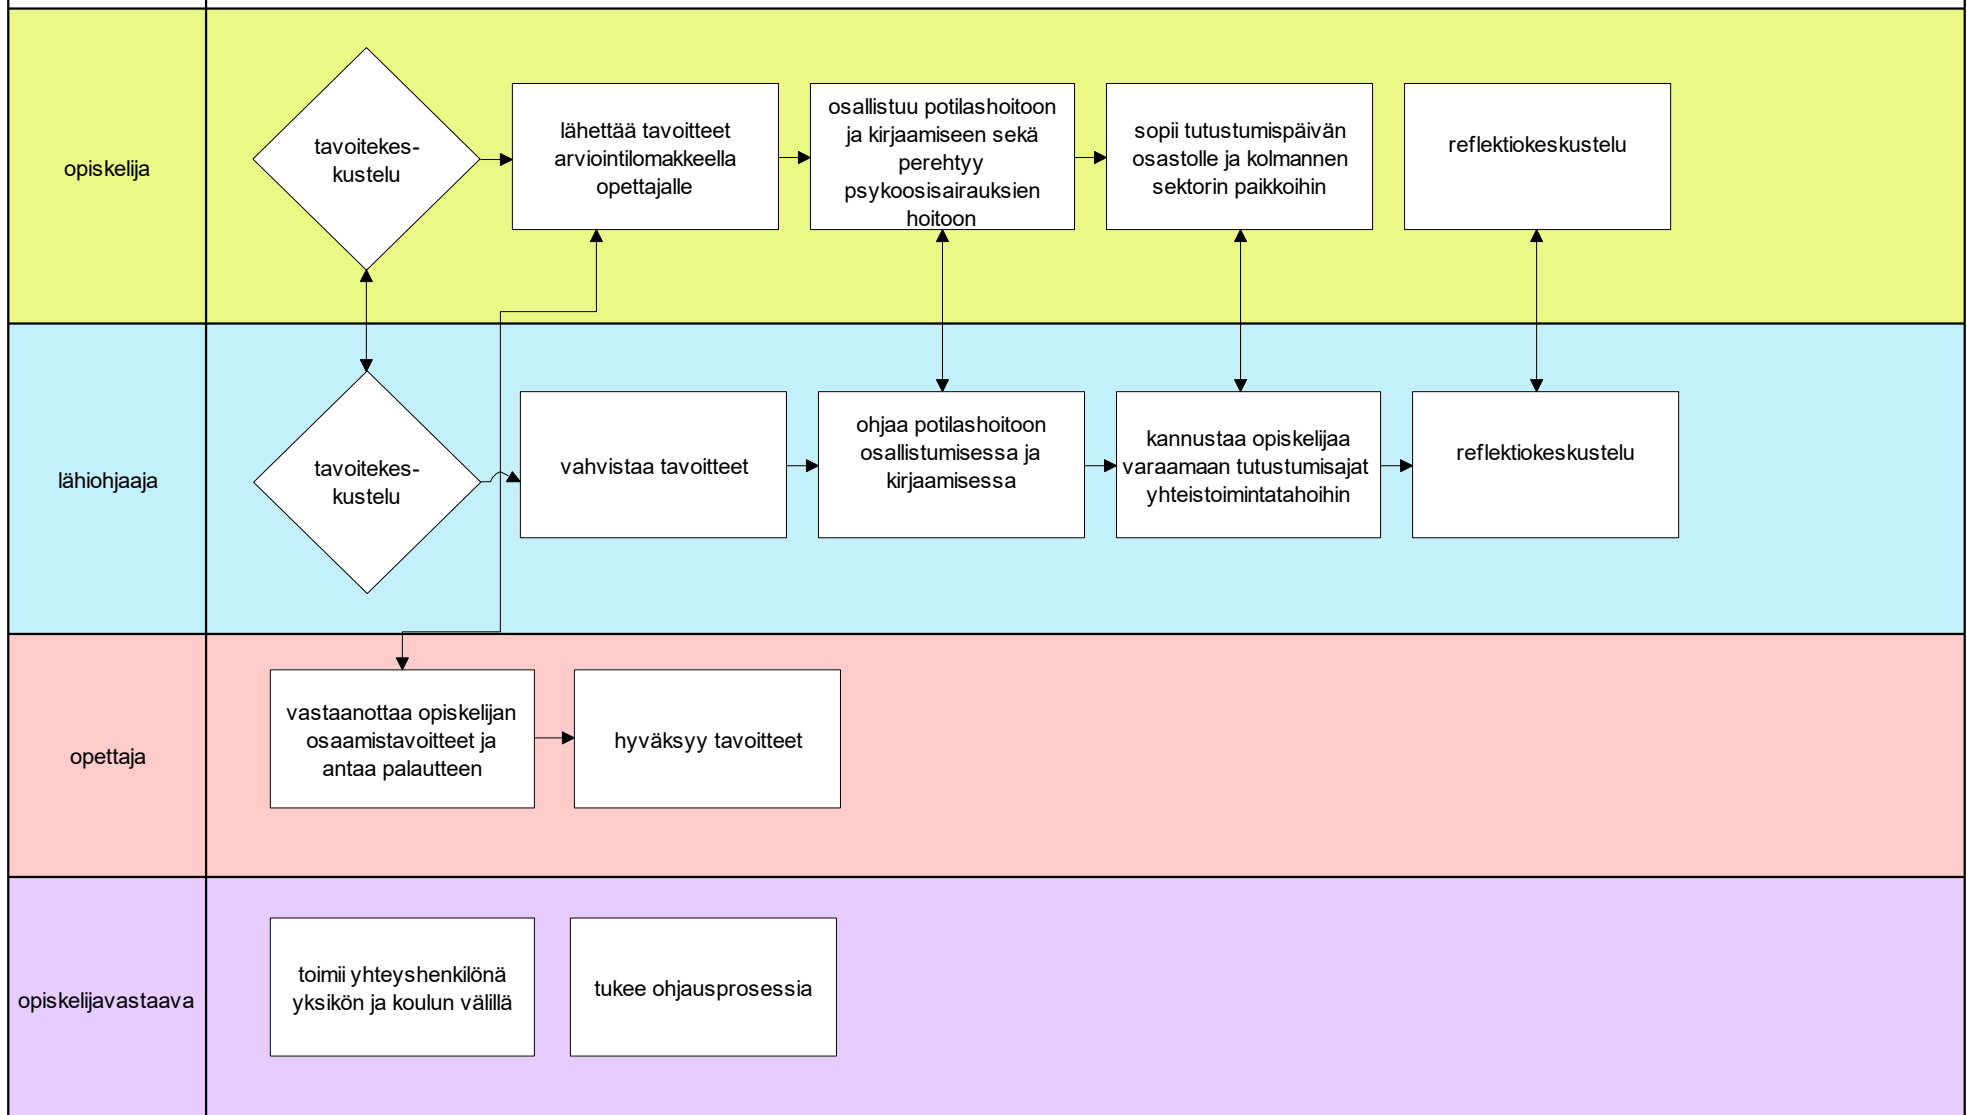 opiskelija
tavoitekes-
kustelu
lähettää tavoitteet
arviointilomakkeella
opettajalle
osallistuu potilashoitoon
ja kirjaamiseen sekä
perehtyy
psykoosisairauksien
hoitoon
sopii tutustumispäivän
osastolle ja kolmannen
sektorin paikkoihin
reflektiokeskustelu
lähiohjaaja
tavoitekes-
kustelu
vahvistaa tavoitteet
ohjaa potilashoitoon
osallistumisessa ja
kirjaamisessa
kannustaa opiskelijaa
varaamaan tutustumisajat
yhteistoimintatahoihin
reflektiokeskustelu
opettaja
vastaanottaa opiskelijan
osaamistavoitteet ja
antaa palautteen
hyväksyy tavoitteet
opiskelijavastaava
toimii yhteyshenkilönä
yksikön ja koulun välillä
tukee ohjausprosessia